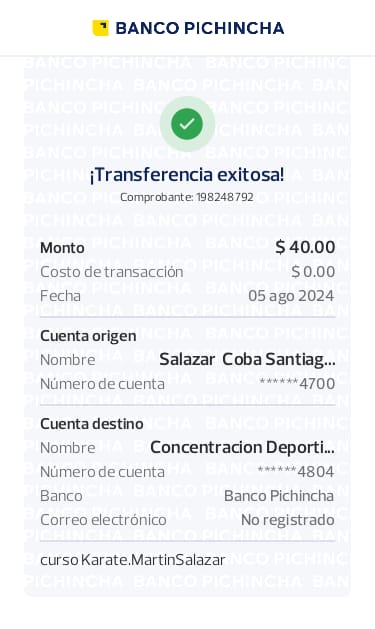 BANCO PICHINCHA
¡Transferencia exitosa!
Comprobante: 198248792
Monto $ 40.00
Costo de transacción $ 0.00
Fecha 05 ago 2024
Cuenta origen
Nombre Salazar Coba Santiag...
Número de cuenta ******4700
Cuenta destino
Nombre Concentracion Deporti...
Número de cuenta ******4804
Banco Banco Pichincha
Correo electrónico No registrado
curso Karate.MartinSalazar